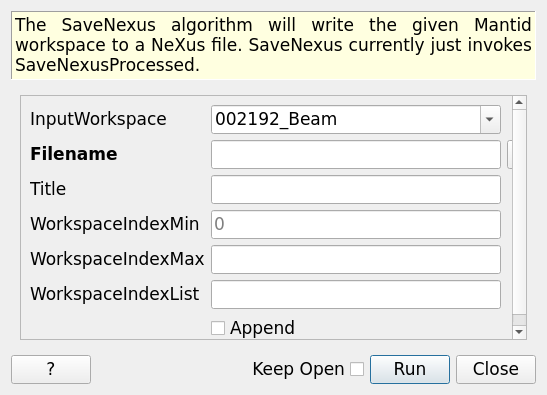 The SaveNexus algorithm will write the given Mantid
workspace to a NeXus file. SaveNexus currently just invokes
SaveNexusProcessed.
InputWorkspace 002192_Beam
Filename
Title
WorkspaceIndexMin 0
WorkspaceIndexMax
WorkspaceIndexList
Append
? Keep Open Run Close